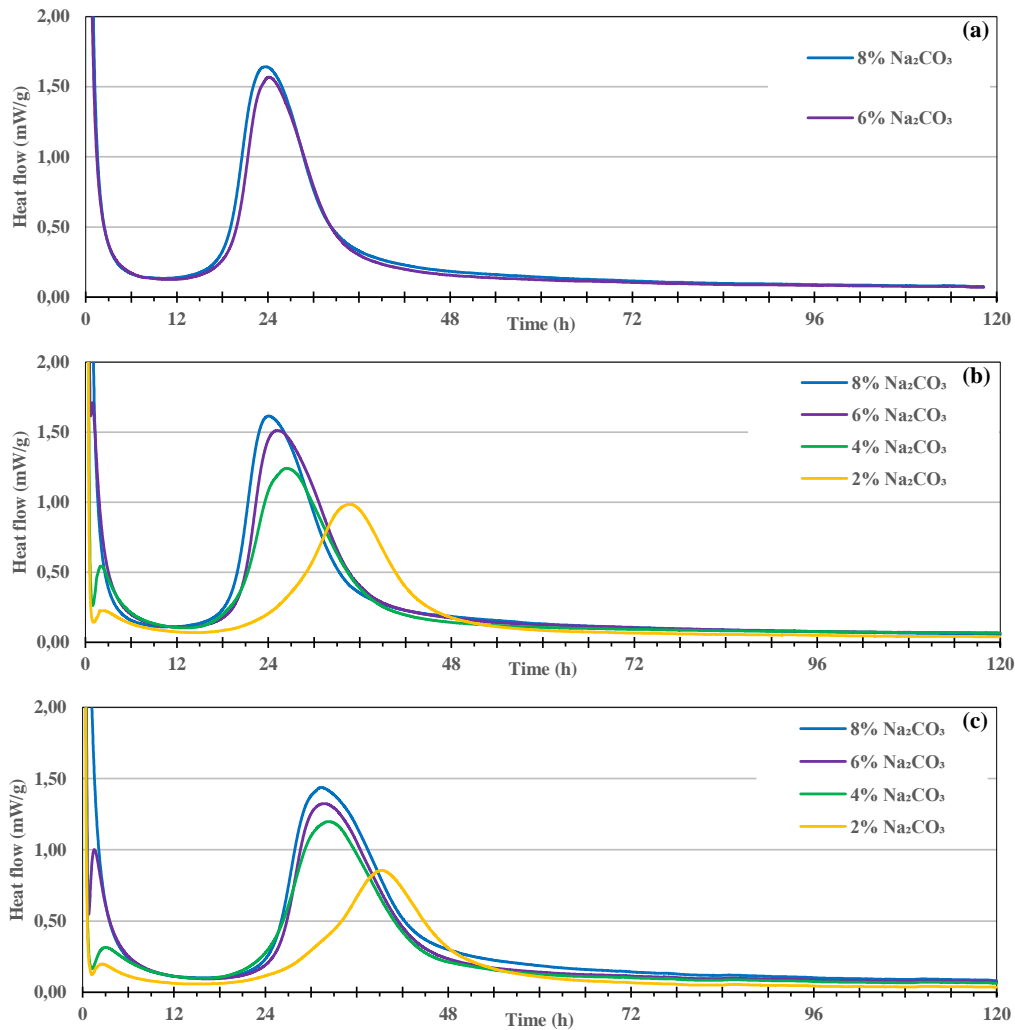 (a)
2,00
1,50
1,00
0,50
0,00
Heat flow (mW/g)
8% Na₂CO₃
6% Na₂CO₃
0 12 24 48 72 96 120
Time (h)
(b)
2,00
1,50
1,00
0,50
0,00
Heat flow (mW/g)
8% Na₂CO₃
6% Na₂CO₃
4% Na₂CO₃
2% Na₂CO₃
0 12 24 48 72 96 120
Time (h)
(c)
2,00
1,50
1,00
0,50
0,00
Heat flow (mW/g)
8% Na₂CO₃
6% Na₂CO₃
4% Na₂CO₃
2% Na₂CO₃
0 12 24 48 72 96 120
Time (h)